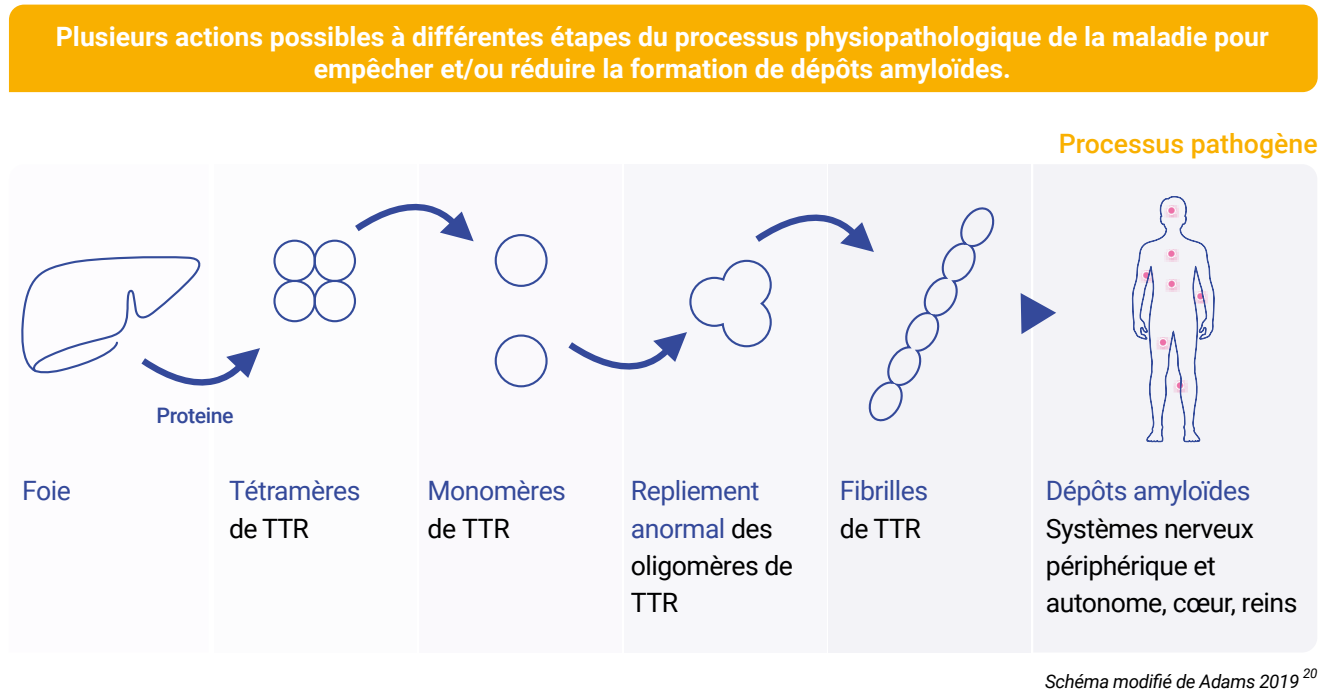 Plusieurs actions possibles à différentes étapes du processus physiopathologique de la maladie pour
empêcher et/ou réduire la formation de dépôts amyloïdes.
Processus pathogène
Proteine
Foie
Tétramères
de TTR
Monomères
de TTR
Repliement
anormal des
oligomères de
TTR
Fibrilles
de TTR
Dépôts amyloïdes
Systèmes nerveux
périphérique et
autonome, cœur, reins
Schéma modifié de Adams 2019 20